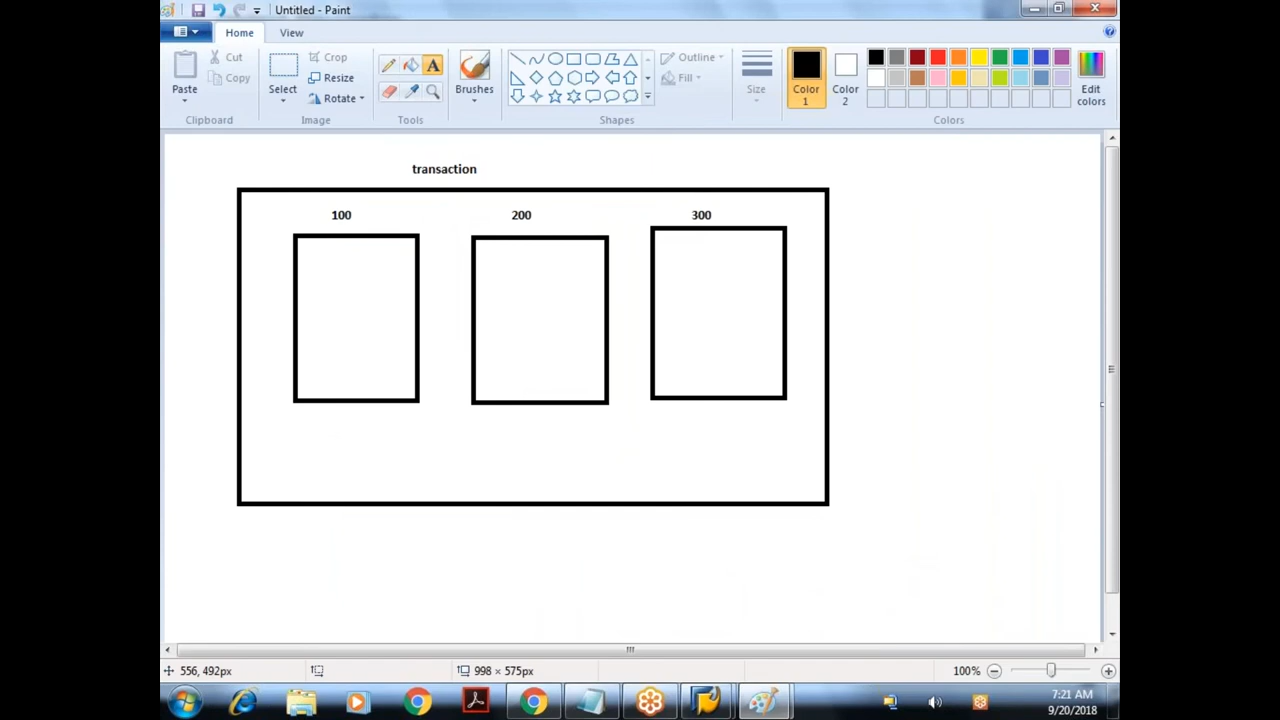 Untitled - Paint
Home View
Paste
Cut
Copy
Clipboard
Select
Crop
Resize
Rotate
Image
A
Tools
Brushes
Shapes
Outline
Fill
Size
Color 1
Color 2
Edit colors
Colors
transaction
100 200 300
556, 492px
998 × 575px
100%
7:21 AM
9/20/2018